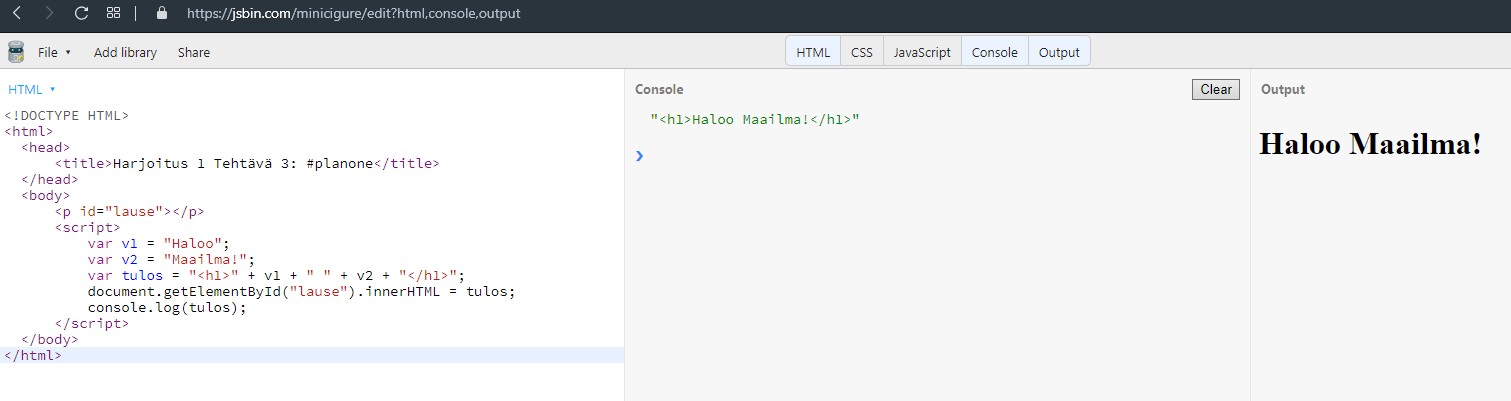 https://jsbin.com/minicigure/edit?html,console,output
File Add library Share HTML CSS JavaScript Console Output
HTML
<!DOCTYPE HTML>
<html>
<head>
<title>Harjoitus 1 Tehtävä 3: #planone</title>
</head>
<body>
<p id="lause"></p>
<script>
var v1 = "Haloo";
var v2 = "Maailma!";
var tulos = "<h1>" + v1 + " " + v2 + "</h1>";
document.getElementById("lause").innerHTML = tulos;
console.log(tulos);
</script>
</body>
</html>
Console Clear
"<h1>Haloo Maailma!</h1>"
Output
Haloo Maailma!